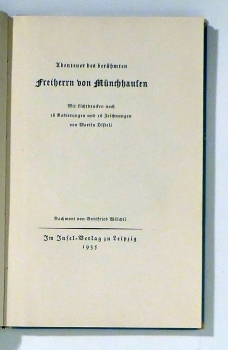 Abenteuer des berühmten
Freiherrn von Münchhausen
Mit Lichtdrucken nach
16 Radierungen und 16 Zeichnungen
von Martin Disteli
Nachwort von Gottfried Wälchli
Im Insel-Verlag zu Leipzig
1935